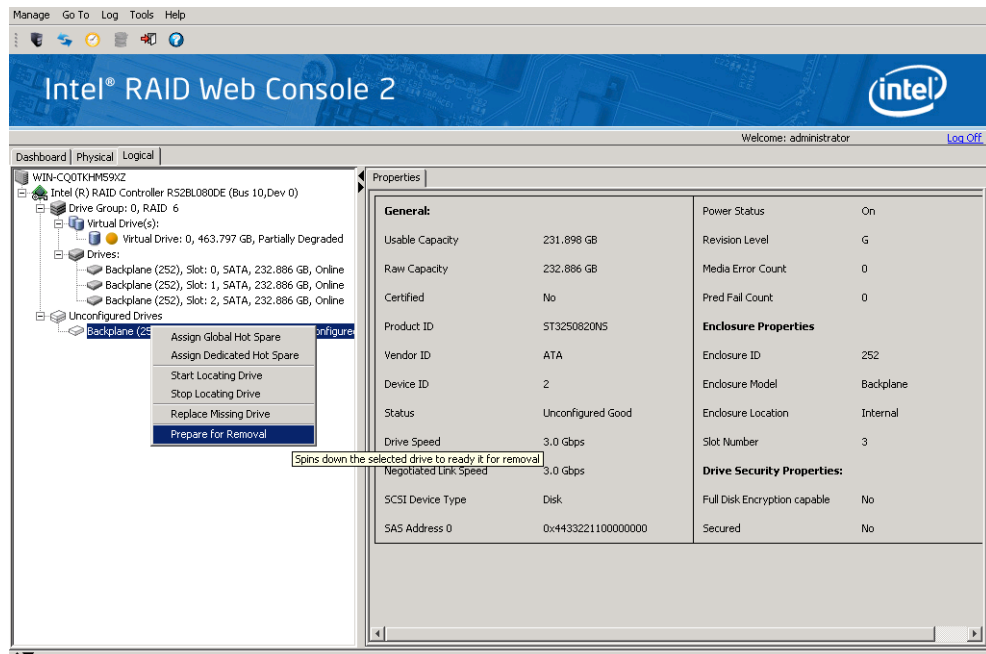 Manage Go To Log Tools Help
Intel® RAID Web Console 2
intel
Welcome: administrator Log Off
Dashboard Physical Logical
WIN-CQ0TKHM59XZ
Intel (R) RAID Controller RS2BL080DE (Bus 10,Dev 0)
Drive Group: 0, RAID 6
Virtual Drive(s):
Virtual Drive: 0, 463.797 GB, Partially Degraded
Drives:
Backplane (252), Slot: 0, SATA, 232.886 GB, Online
Backplane (252), Slot: 1, SATA, 232.886 GB, Online
Backplane (252), Slot: 2, SATA, 232.886 GB, Online
Unconfigured Drives
Backplane (25 onfigure
Assign Global Hot Spare
Assign Dedicated Hot Spare
Start Locating Drive
Stop Locating Drive
Replace Missing Drive
Prepare for Removal
Spins down the selected drive to ready it for removal
Properties
General:
Usable Capacity 231.898 GB
Raw Capacity 232.886 GB
Certified No
Product ID ST3250820NS
Vendor ID ATA
Device ID 2
Status Unconfigured Good
Drive Speed 3.0 Gbps
Negotiated Link Speed 3.0 Gbps
SCSI Device Type Disk
SAS Address 0 0x4433221100000000
Power Status On
Revision Level G
Media Error Count 0
Pred Fail Count 0
Enclosure Properties
Enclosure ID 252
Enclosure Model Backplane
Enclosure Location Internal
Slot Number 3
Drive Security Properties:
Full Disk Encryption capable No
Secured No